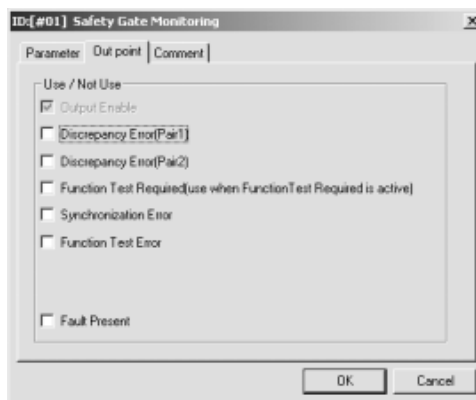 ID:[#01] Safety Gate Monitoring
Parameter Out point Comment
Use / Not Use
Output Enable
Discrepancy Error(Pair1)
Discrepancy Error(Pair2)
Function Test Required(use when FunctionTest Required is active)
Synchronization Error
Function Test Error
Fault Present
OK Cancel